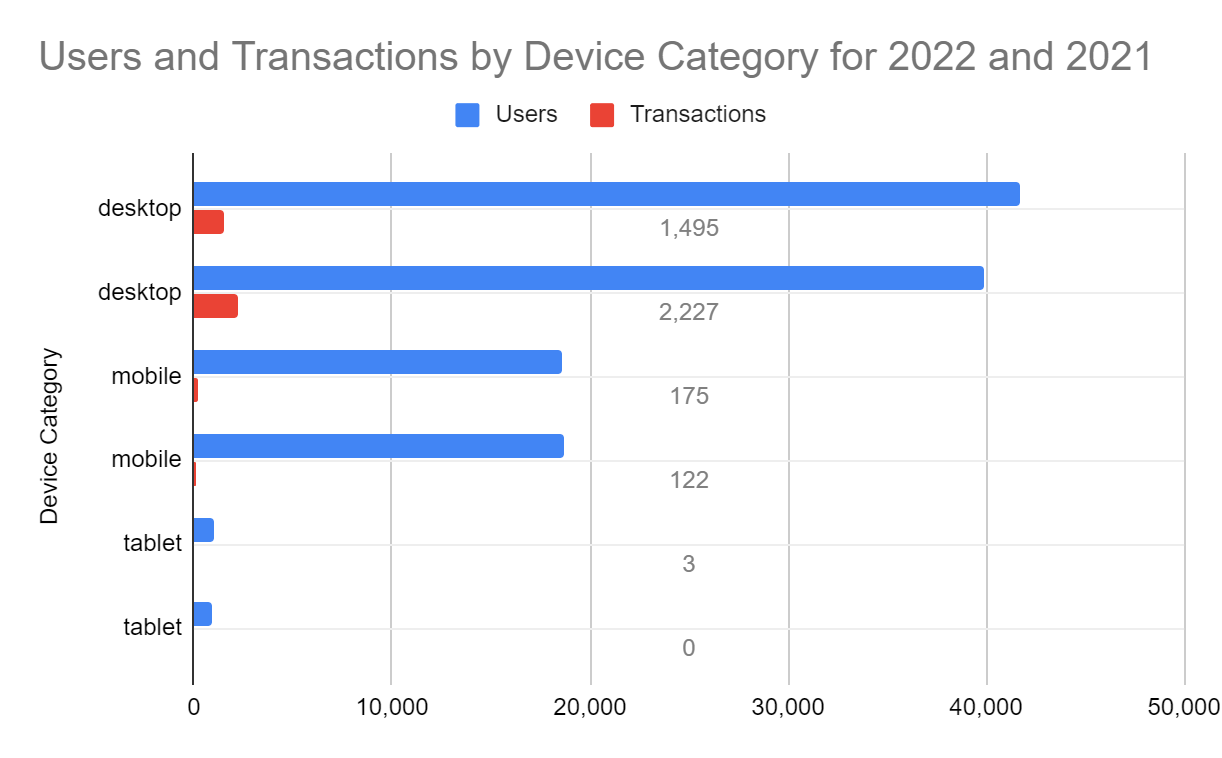 Users and Transactions by Device Category for 2022 and 2021
Users Transactions
desktop
1,495
desktop
2,227
mobile
175
mobile
122
tablet
3
tablet
0
Device Category
0 10,000 20,000 30,000 40,000 50,000